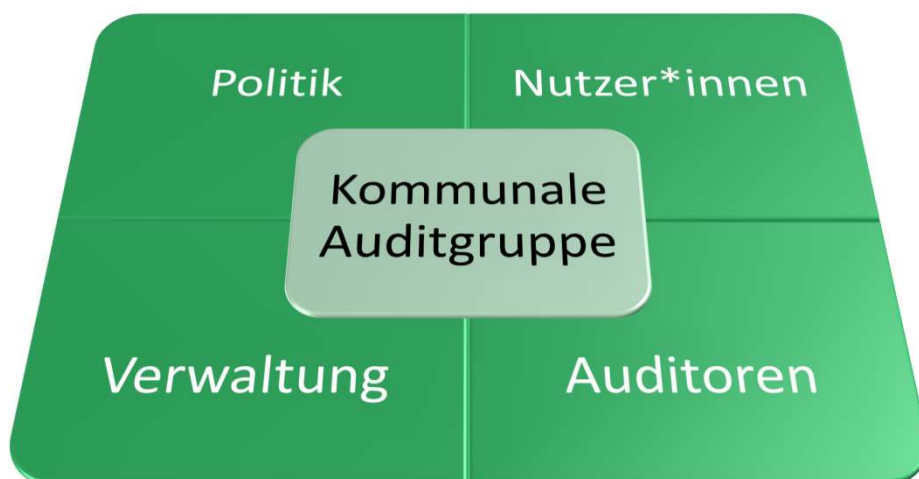 Politik
Nutzer*innen
Kommunale
Auditgruppe
Verwaltung
Auditoren